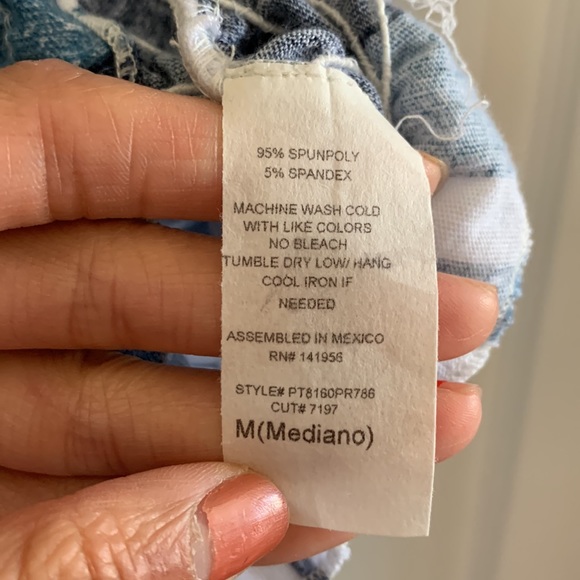 95% SPUNPOLY
5% SPANDEX
MACHINE WASH COLD
WITH LIKE COLORS
NO BLEACH
TUMBLE DRY LOW/ HANG
COOL IRON IF
NEEDED
ASSEMBLED IN MEXICO
RN# 141956
STYLE# PT8160PR786
CUT# 7197
M(Mediano)